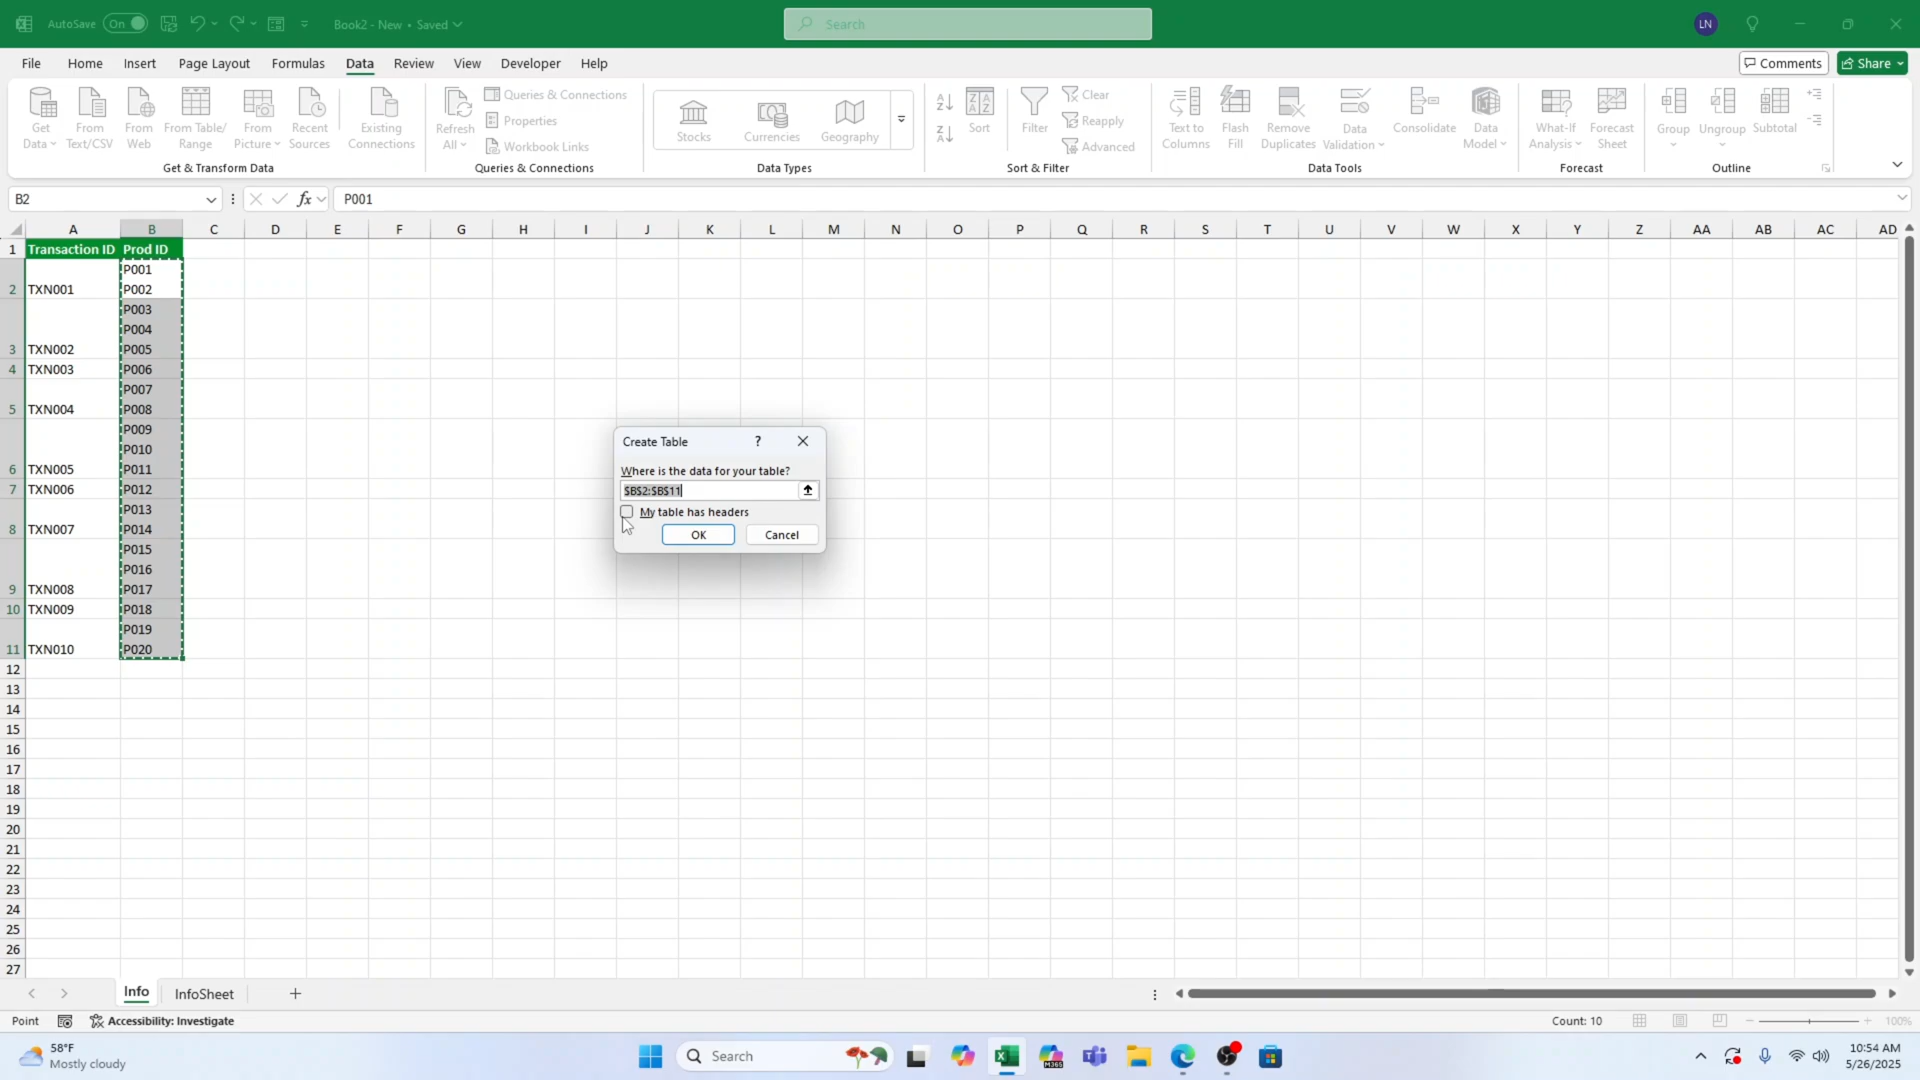 AutoSave On Book2 - New • Saved Search LN
File Home Insert Page Layout Formulas Data Review View Developer Help Comments Share
Get Data From Text/CSV From Web From Table/ Range From Picture Recent Sources Existing Connections
Get & Transform Data
Refresh All Queries & Connections
Properties
Workbook Links
Queries & Connections
Stocks Currencies Geography
Data Types
Sort Filter Clear
Reapply
Advanced
Sort & Filter
Text to Columns Flash Fill Remove Duplicates Data Validation Consolidate Data Model
Data Tools
What-If Analysis Forecast Sheet
Forecast
Group Ungroup Subtotal
Outline
B2 fx P001
A B C D E F G H I J K L M N O P Q R S T U V W X Y Z AA AB AC AD
1 Transaction ID Prod ID
P001
2 TXN001 P002
P003
P004
3 TXN002 P005
4 TXN003 P006
P007
5 TXN004 P008
P009
P010
6 TXN005 P011
7 TXN006 P012
P013
8 TXN007 P014
P015
P016
9 TXN008 P017
10 TXN009 P018
P019
11 TXN010 P020
12
13
14
15
16
17
18
19
20
21
22
23
24
25
26
27
Create Table ?
Where is the data for your table?
$B$2:$B$11
My table has headers
OK Cancel
Info InfoSheet
Point Accessibility: Investigate Count: 10 100%
58°F
Mostly cloudy
Search
M365
10:54 AM
5/26/2025